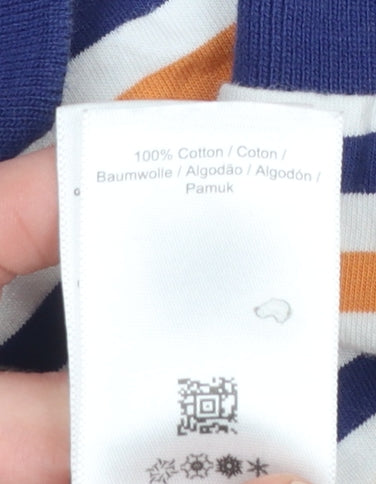 100% Cotton / Coton /
Baumwolle / Algodão / Algodón /
Pamuk